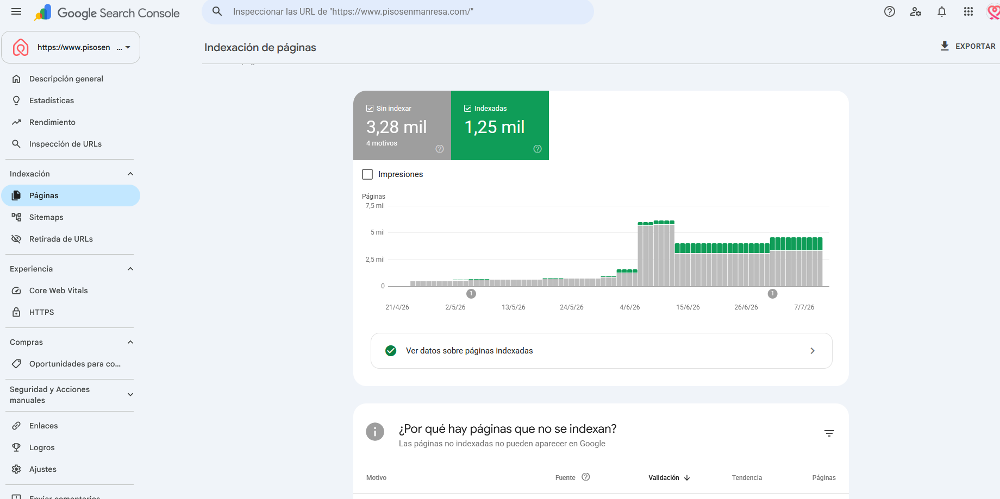 Google Search Console
Inspeccionar las URL de "https://www.pisosenmanresa.com/"
https://www.pisosen ...
Indexación de páginas
EXPORTAR
Descripción general
Estadísticas
Rendimiento
Inspección de URLs
Indexación
Páginas
Sitemaps
Retirada de URLs
Experiencia
Core Web Vitals
HTTPS
Compras
Oportunidades para co...
Seguridad y Acciones
manuales
Enlaces
Logros
Ajustes
Enviar comentarios
Sin indexar
3,28 mil
4 motivos
Indexadas
1,25 mil
Impresiones
Páginas
7,5 mil
5 mil
2,5 mil
0
1
1
21/4/26
2/5/26
13/5/26
24/5/26
4/6/26
15/6/26
26/6/26
7/7/26
Ver datos sobre páginas indexadas
¿Por qué hay páginas que no se indexan?
Las páginas no indexadas no pueden aparecer en Google
Motivo
Fuente
Validación
Tendencia
Páginas